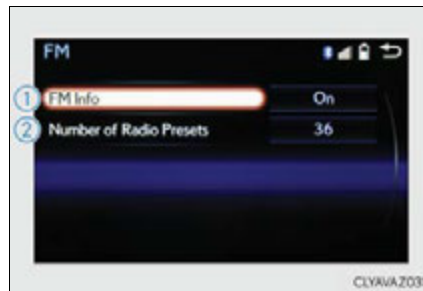 FM
① FM Info On
② Number of Radio Presets 36
CLYAVAZ03